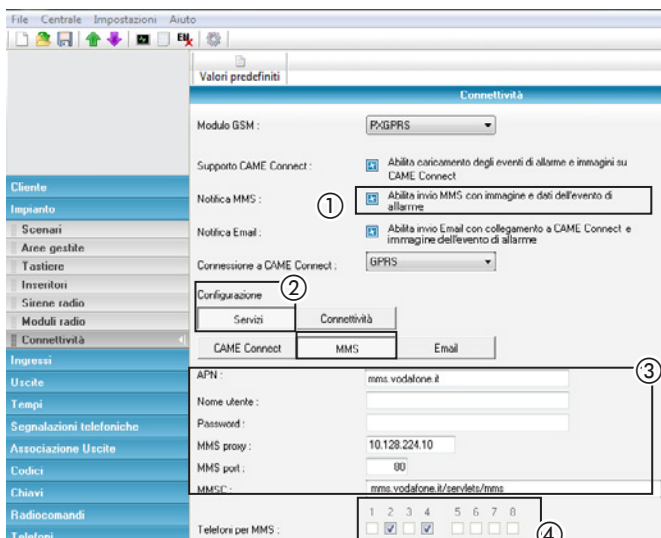 File Centrale Impostazioni Aiuto
Valori predefiniti
Connettività
Modulo GSM : PXGPRS
Supporto CAME Connect : Abilita caricamento degli eventi di allarme e immagini su
CAME Connect
Notifica MMS : Abilita invio MMS con immagine e dati dell'evento di
allarme
1
Notifica Email : Abilita invio Email con collegamento a CAME Connect e
immagine dell'evento di allarme
Connessione a CAME Connect : GPRS
Configurazione
2
Servizi Connettività
CAME Connect MMS Email
3
APN : mms.vodafone.it
Nome utente :
Password :
MMS proxy : 10.128.224.10
MMS port : 80
MMSC : mms.vodafone.it/servlets/mms
1 2 3 4 5 6 7 8
Telefoni per MMS :
4
Cliente
Impianto
Scenari
Aree gestite
Tastiere
Inseritori
Sirene radio
Moduli radio
Connettività
Ingressi
Uscite
Tempi
Segnalazioni telefoniche
Associazione Uscite
Codici
Chiavi
Radiocomandi
Telefoni